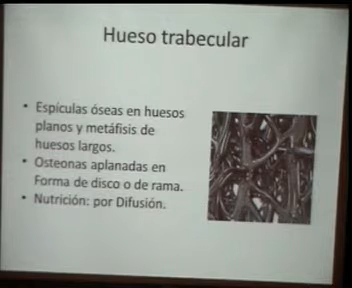 Hueso trabecular
• Espículas óseas en huesos
planos y metáfisis de
huesos largos.
• Osteonas aplanadas en
Forma de disco o de rama.
• Nutrición: por Difusión.